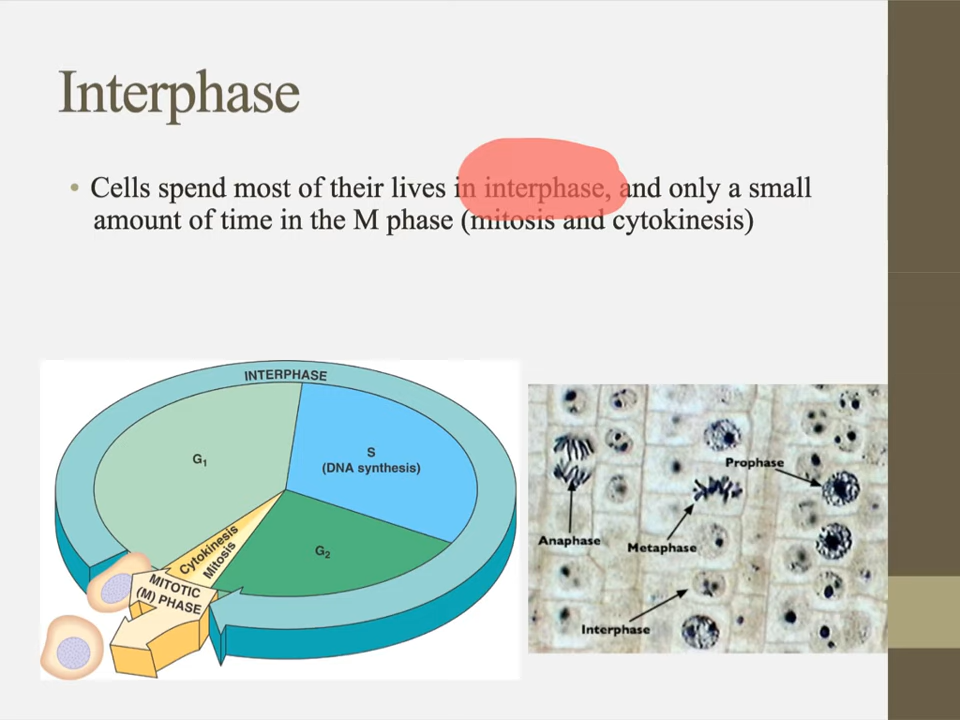 Interphase
• Cells spend most of their lives in interphase, and only a small
amount of time in the M phase (mitosis and cytokinesis)
INTERPHASE
G₁
S
(DNA synthesis)
G₂
Cytokinesis
Mitosis
MITOTIC
(M) PHASE
Prophase
Anaphase
Metaphase
Interphase